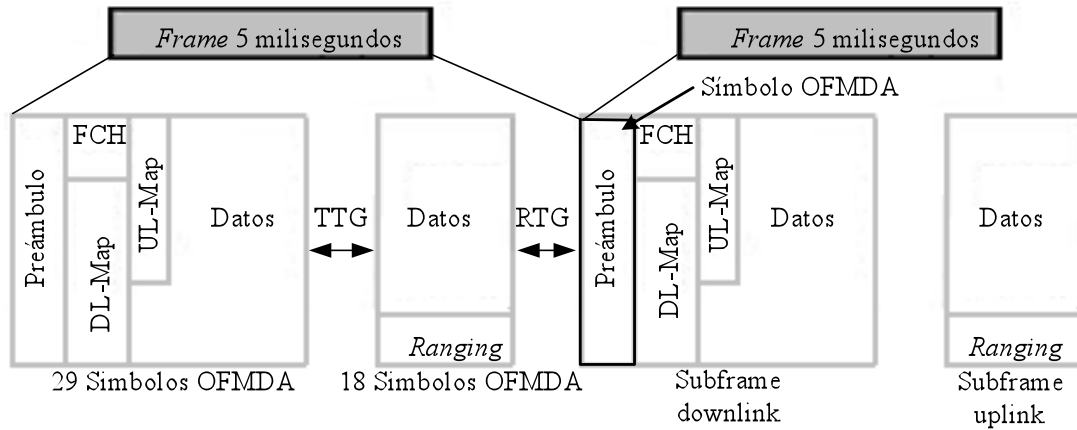 Frame 5 milisegundos
Frame 5 milisegundos
Símbolo OFMDA
Preámbulo
FCH
DL-Map
UL-Map
Datos
TTG
Datos
Ranging
RTG
Preámbulo
FCH
DL-Map
UL-Map
Datos
Datos
Ranging
29 Simbolos OFMDA
18 Simbolos OFMDA
Subframe
downlink
Subframe
uplink